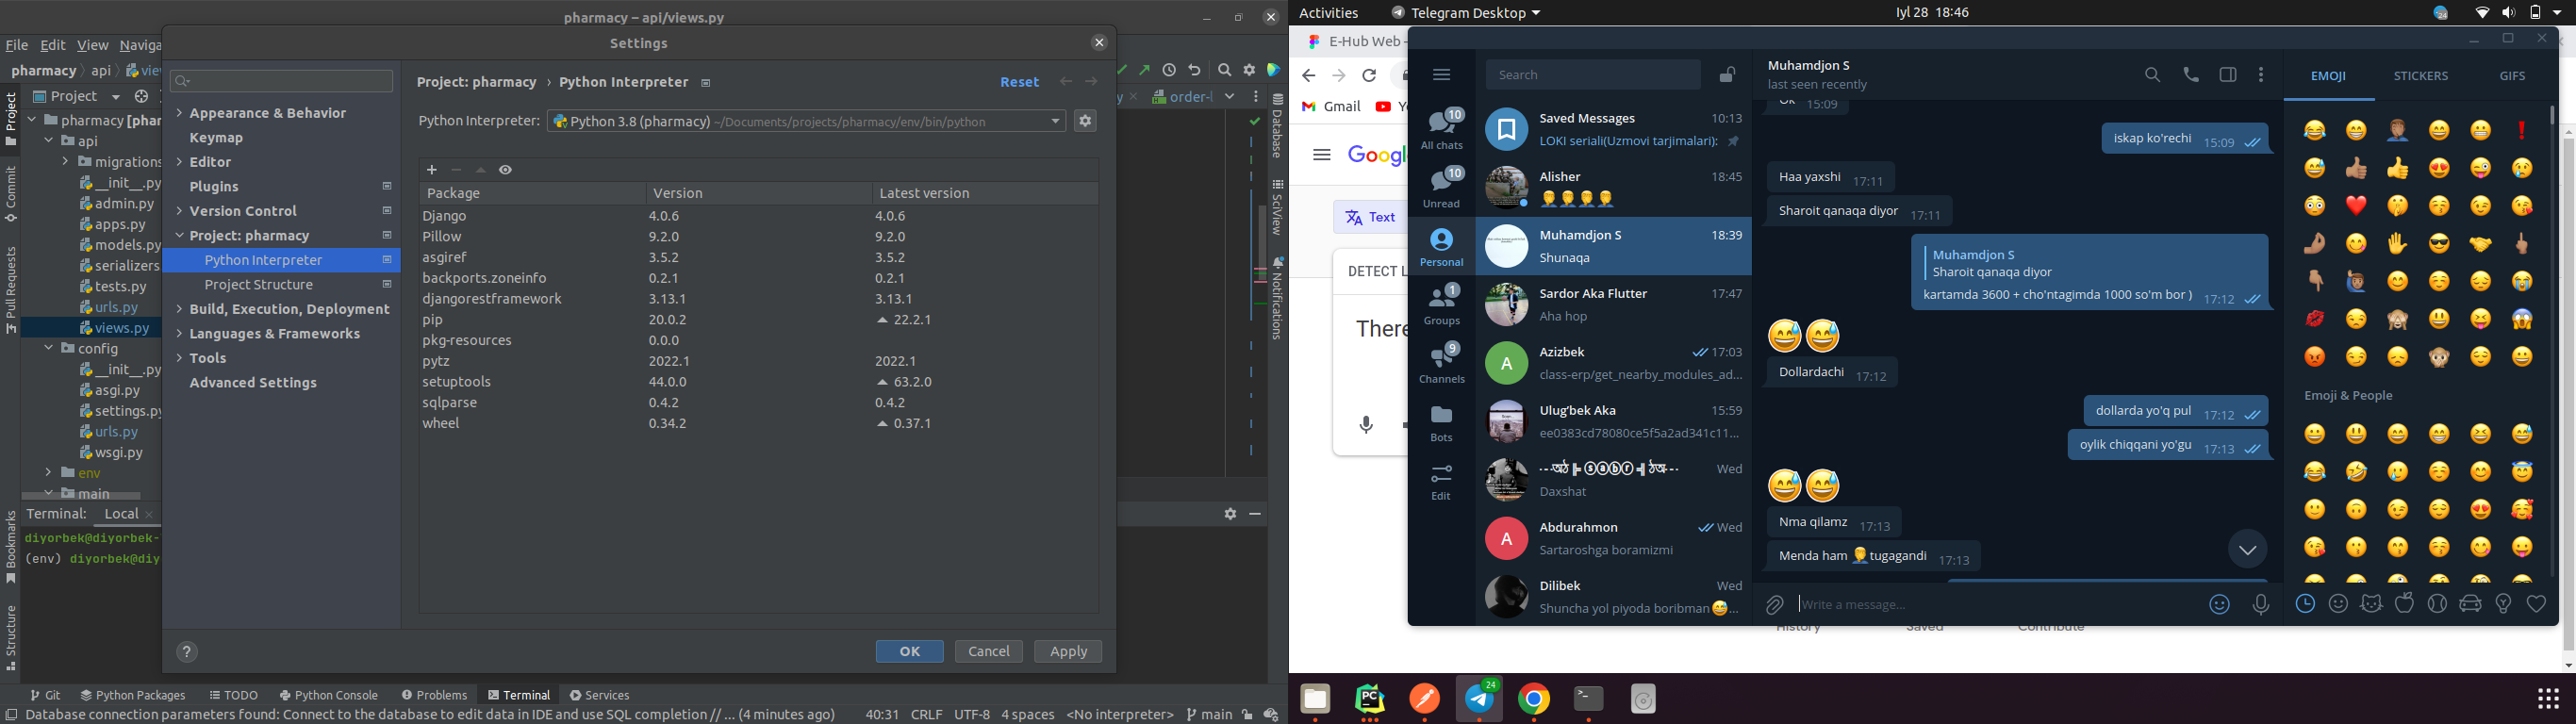 pharmacy – api/views.py
File Edit View Naviga
pharmacy api
Project
pharmacy [phar
api
migrations
__init__.py
admin.py
apps.py
models.py
serializers
tests.py
urls.py
views.py
config
__init__.py
asgi.py
settings.py
urls.py
wsgi.py
env
main
Project
Commit
Pull Requests
Bookmarks
Structure
Terminal: Local
diyorbek@diyorbek-
(env) diyorbek@diy
order-l
Database
SciView
Notifications
Settings
Appearance & Behavior
Keymap
Editor
Plugins
Version Control
Project: pharmacy
Python Interpreter
Project Structure
Build, Execution, Deployment
Languages & Frameworks
Tools
Advanced Settings
Project: pharmacy › Python Interpreter
Reset
Python Interpreter: Python 3.8 (pharmacy) ~/Documents/projects/pharmacy/env/bin/python
Package Version Latest version
Django 4.0.6 4.0.6
Pillow 9.2.0 9.2.0
asgiref 3.5.2 3.5.2
backports.zoneinfo 0.2.1 0.2.1
djangorestframework 3.13.1 3.13.1
pip 20.0.2 22.2.1
pkg-resources 0.0.0
pytz 2022.1 2022.1
setuptools 44.0.0 63.2.0
sqlparse 0.4.2 0.4.2
wheel 0.34.2 0.37.1
?
OK Cancel Apply
Git Python Packages TODO Python Console Problems Terminal Services
Database connection parameters found: Connect to the database to edit data in IDE and use SQL completion // ... (4 minutes ago) 40:31 CRLF UTF-8 4 spaces <No interpreter> main
Activities Telegram Desktop Iyl 28 18:46
24
E-Hub Web –
Gmail
Google
Text
DETECT L
There
History Saved Contribute
Search
10
All chats
10
Unread
Personal
1
Groups
9
Channels
Bots
Edit
Saved Messages 10:13
LOKI seriali(Uzmovi tarjimalari):
Alisher 18:45
🤦‍♂️🤦‍♂️🤦‍♂️🤦‍♂️
Muhamdjon S 18:39
Shunaqa
Sardor Aka Flutter 17:47
Aha hop
Azizbek 17:03
class-erp/get_nearby_modules_ad...
Ulug'bek Aka 15:59
ee0383cd78080ce5f5a2ad341c11...
Wed
Daxshat
Abdurahmon Wed
Sartaroshga boramizmi
Dilibek Wed
Shuncha yol piyoda boribman😅...
Muhamdjon S
last seen recently
Ok 15:09
iskap ko'rechi 15:09
Haa yaxshi 17:11
Sharoit qanaqa diyor 17:11
Muhamdjon S
Sharoit qanaqa diyor
kartamda 3600 + cho'ntagimda 1000 so'm bor ) 17:12
😅😅
Dollardachi 17:12
dollarda yo'q pul 17:12
oylik chiqqani yo'gu 17:13
😅😅
Nma qilamz 17:13
Menda ham 🤦‍♂️tugagandi 17:13
Write a message...
EMOJI STICKERS GIFS
Emoji & People
A
A
PC
24